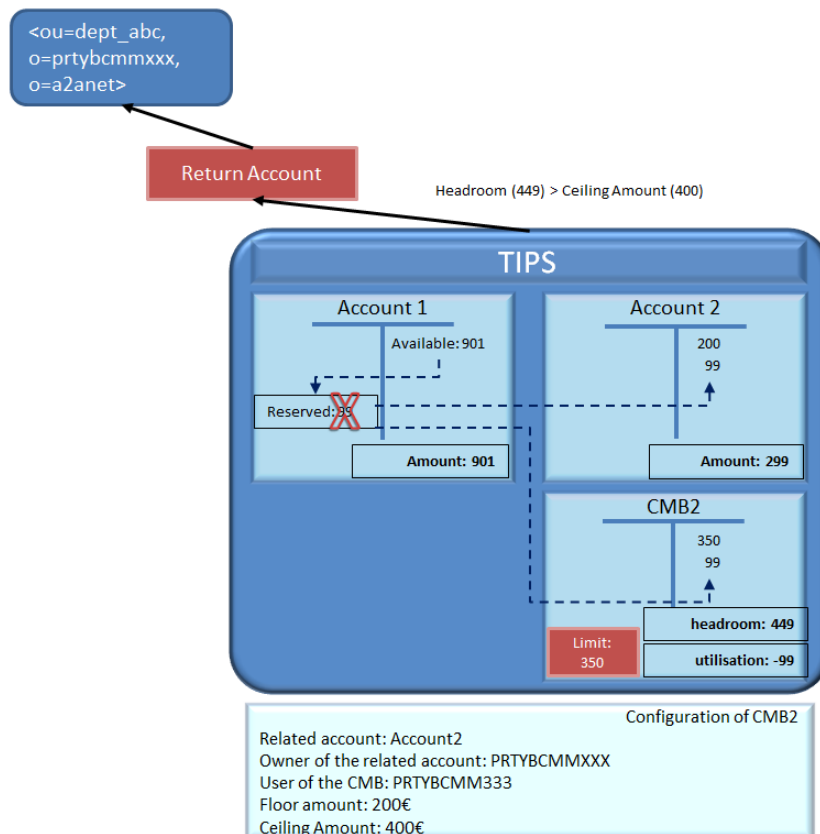 <ou=dept_abc,
o=prtybcmmxxx,
o=a2anet>
Return Account
Headroom (449) > Ceiling Amount (400)
TIPS
Account 1
Available: 901
Reserved: 99
Amount: 901
Account 2
200
99
Amount: 299
CMB2
350
99
headroom: 449
Limit:
350
utilisation: -99
Configuration of CMB2
Related account: Account2
Owner of the related account: PRTYBCMMXXX
User of the CMB: PRTYBCMM333
Floor amount: 200€
Ceiling Amount: 400€